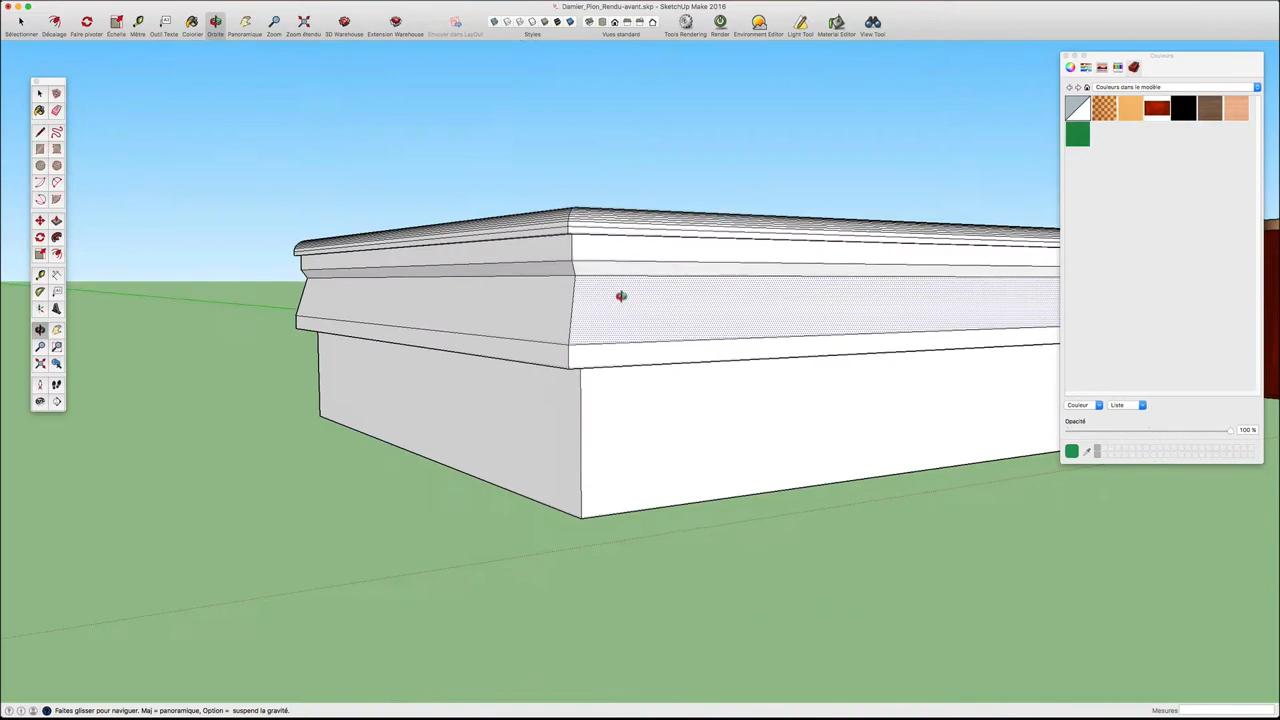 Damier_Pion_Rendu-avant.skp - SketchUp Make 2016
Sélectionner Décalage Faire pivoter Échelle Mètre Outil Texte Colorier Orbite Panoramique Zoom Zoom étendu 3D Warehouse Extension Warehouse Envoyer dans LayOut Styles Vues standard Tools Rendering Render Environment Editor Light Tool Material Editor View Tool
Couleurs
Couleurs dans le modèle
Couleur Liste
Opacité
100 %
Faites glisser pour naviguer. Maj = panoramique, Option = suspend la gravité.
Mesures